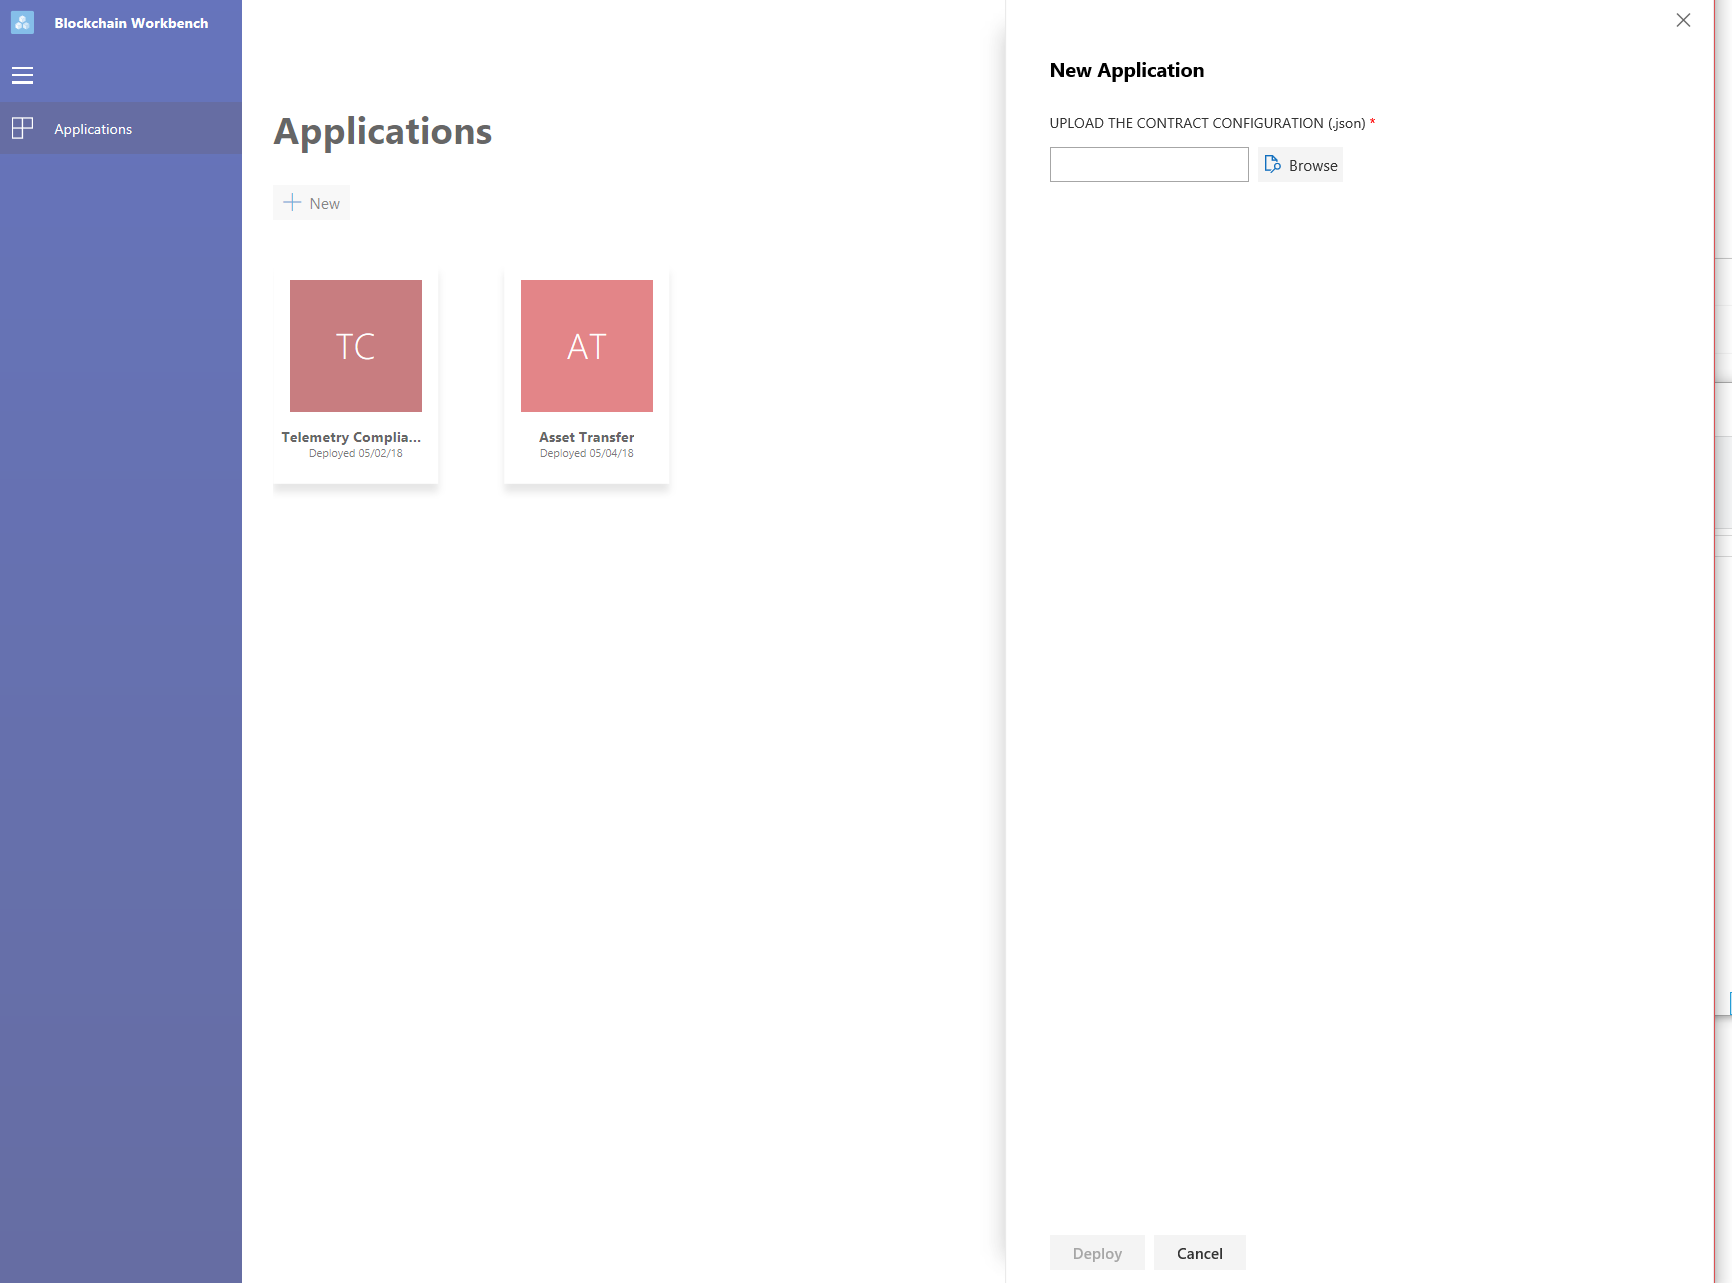 Blockchain Workbench
Applications
Applications
New
TC
Telemetry Complia...
Deployed 05/02/18
AT
Asset Transfer
Deployed 05/04/18
New Application
UPLOAD THE CONTRACT CONFIGURATION (.json) *
Browse
Deploy
Cancel